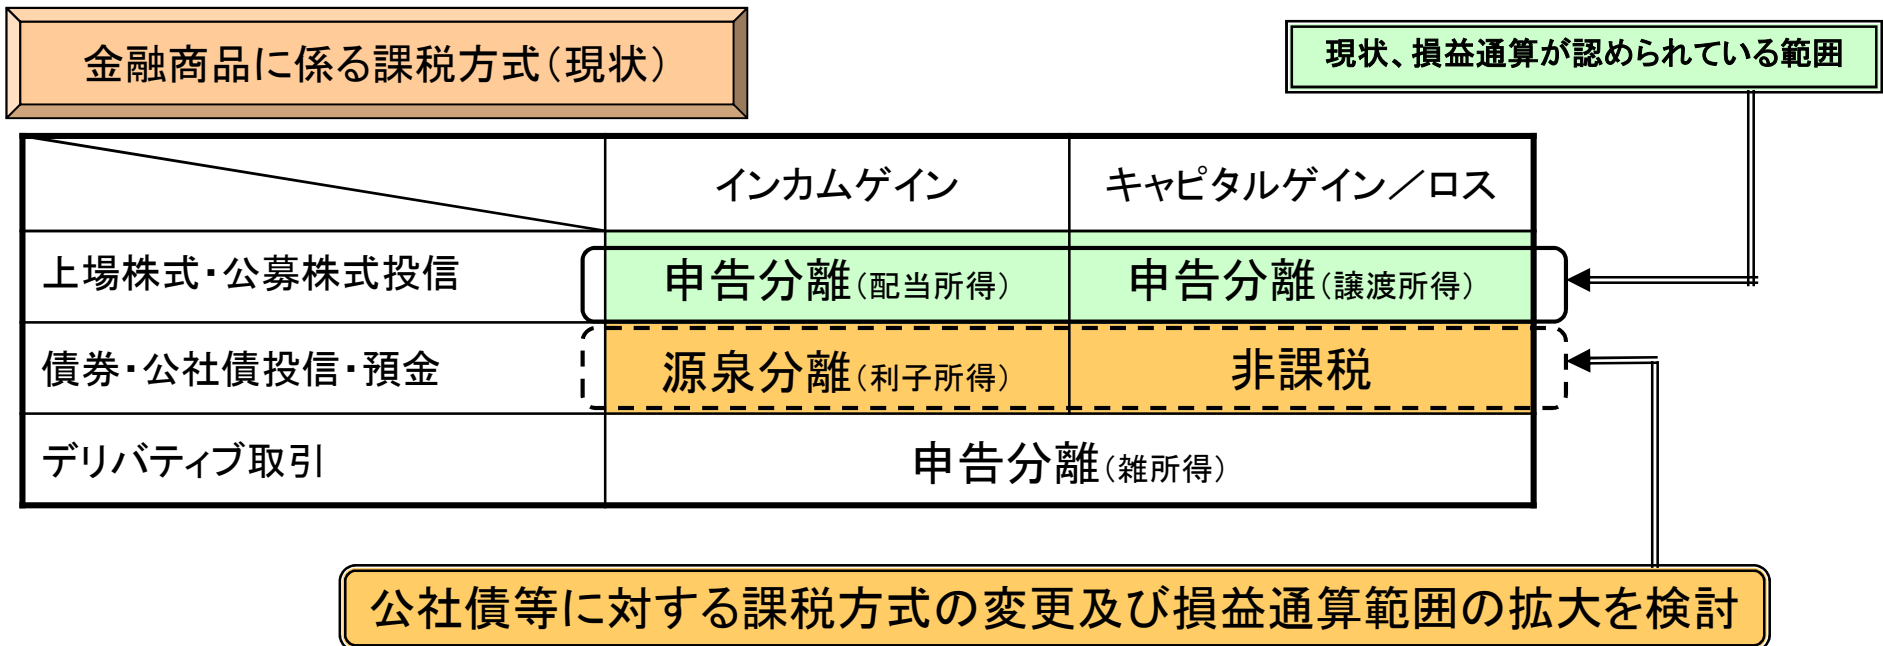 金融商品に係る課税方式（現状）
現状、損益通算が認められている範囲
インカムゲイン
キャピタルゲイン／ロス
上場株式・公募株式投信
申告分離（配当所得）
申告分離（譲渡所得）
債券・公社債投信・預金
源泉分離（利子所得）
非課税
デリバティブ取引
申告分離（雑所得）
公社債等に対する課税方式の変更及び損益通算範囲の拡大を検討